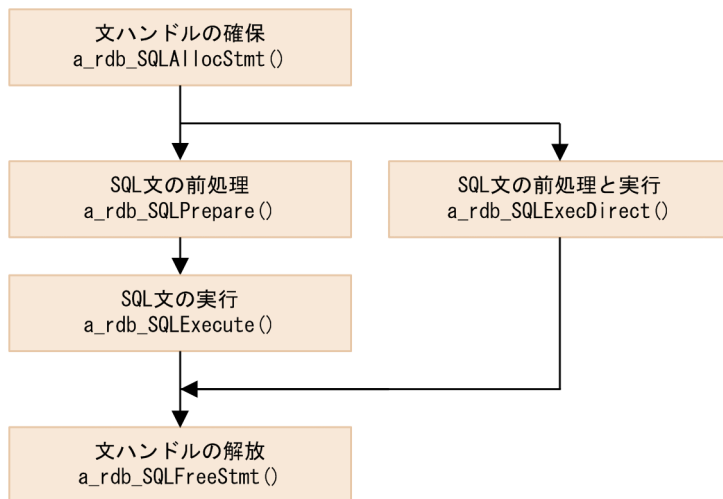 文ハンドルの確保
a_rdb_SQLAllocStmt()
SQL文の前処理
a_rdb_SQLPrepare()
SQL文の前処理と実行
a_rdb_SQLExecDirect()
SQL文の実行
a_rdb_SQLExecute()
文ハンドルの解放
a_rdb_SQLFreeStmt()